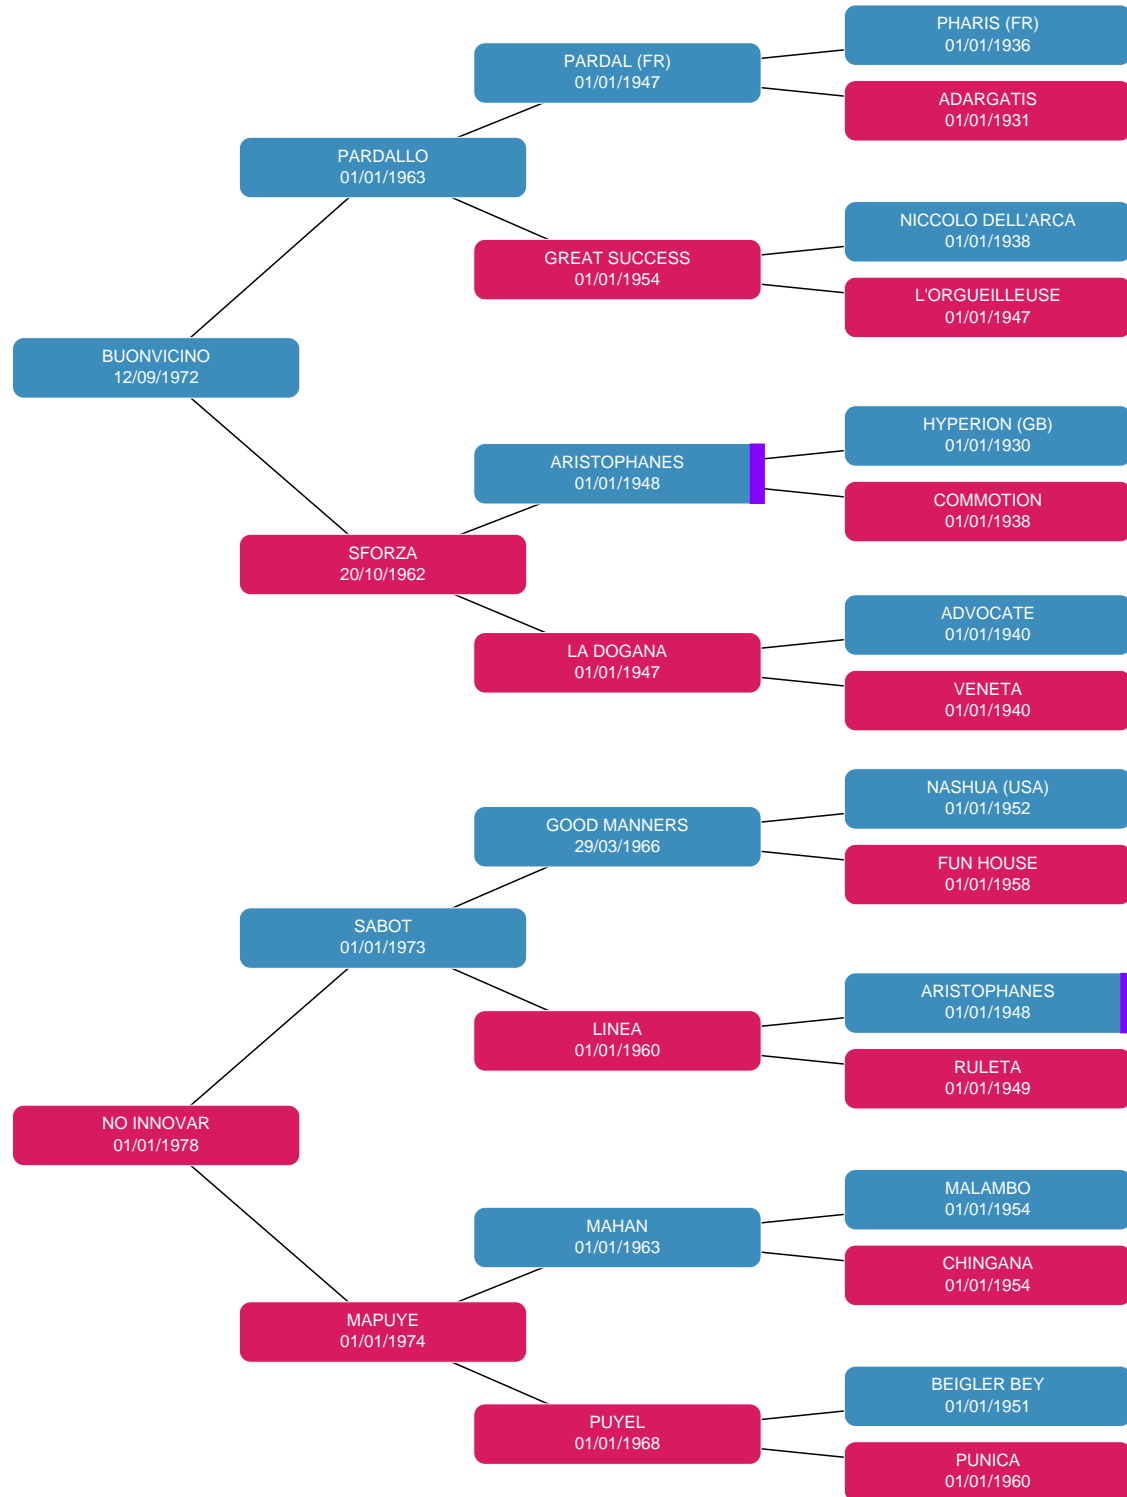 PHARIS (FR)
01/01/1936
PARDAL (FR)
01/01/1947
ADARGATIS
01/01/1931
PARDALLO
01/01/1963
NICCOLO DELL'ARCA
01/01/1938
GREAT SUCCESS
01/01/1954
L'ORGUEILLEUSE
01/01/1947
BUONVICINO
12/09/1972
HYPERION (GB)
01/01/1930
ARISTOPHANES
01/01/1948
COMMOTION
01/01/1938
SFORZA
20/10/1962
ADVOCATE
01/01/1940
LA DOGANA
01/01/1947
VENETA
01/01/1940
NASHUA (USA)
01/01/1952
GOOD MANNERS
29/03/1966
FUN HOUSE
01/01/1958
SABOT
01/01/1973
ARISTOPHANES
01/01/1948
LINEA
01/01/1960
RULETA
01/01/1949
NO INNOVAR
01/01/1978
MALAMBO
01/01/1954
MAHAN
01/01/1963
CHINGANA
01/01/1954
MAPUYE
01/01/1974
BEIGLER BEY
01/01/1951
PUYEL
01/01/1968
PUNICA
01/01/1960